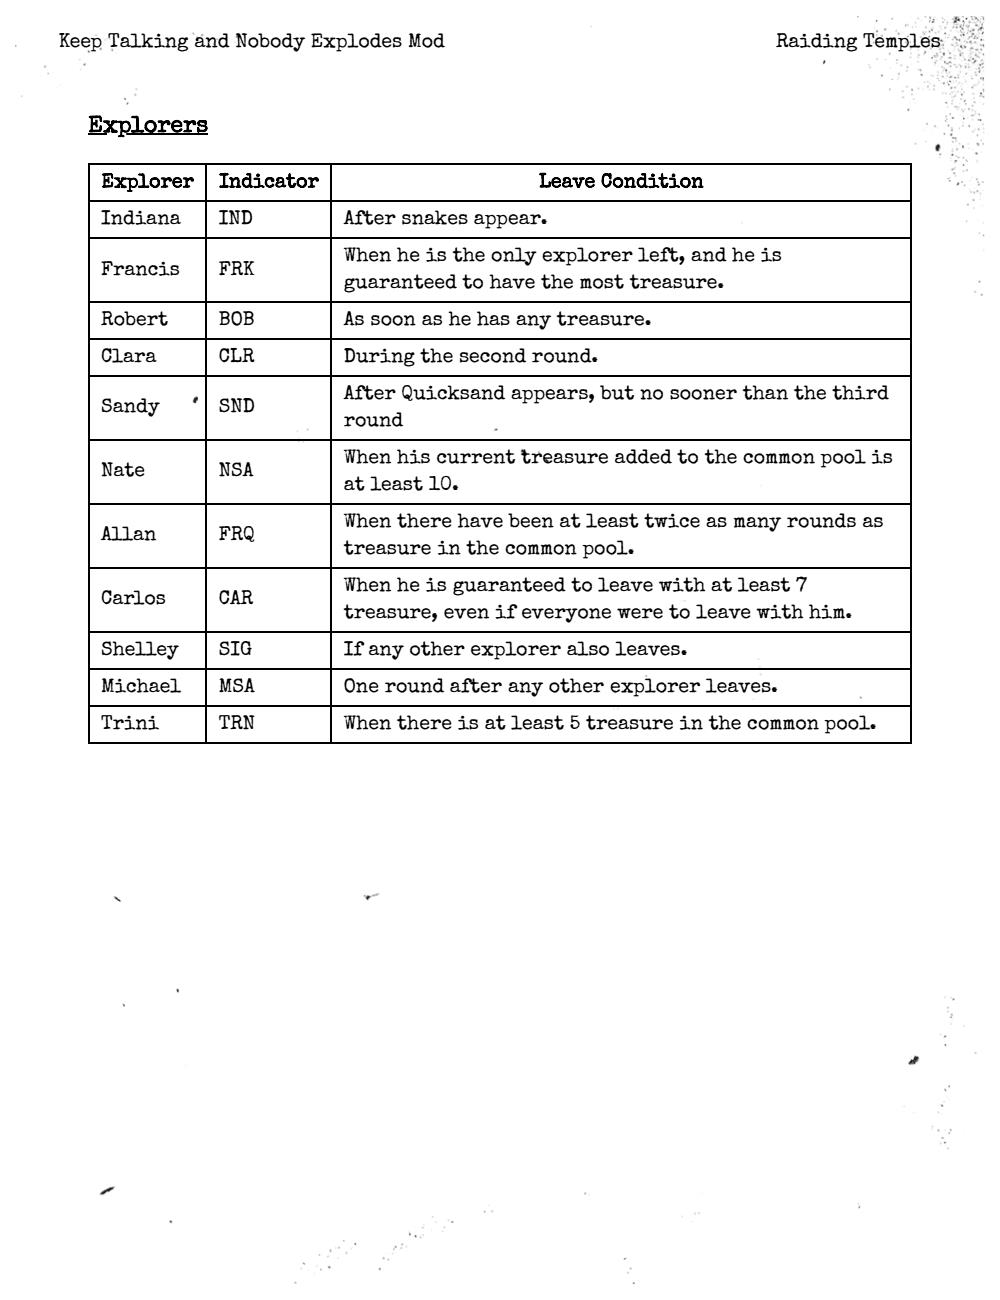 Keep Talking and Nobody Explodes Mod
Raiding Temples
Explorers
Explorer Indicator Leave Condition
Indiana IND After snakes appear.
Francis FRK When he is the only explorer left, and he is
guaranteed to have the most treasure.
Robert BOB As soon as he has any treasure.
Clara CLR During the second round.
Sandy SND After Quicksand appears, but no sooner than the third
round
Nate NSA When his current treasure added to the common pool is
at least 10.
Allan FRQ When there have been at least twice as many rounds as
treasure in the common pool.
Carlos CAR When he is guaranteed to leave with at least 7
treasure, even if everyone were to leave with him.
Shelley SIG If any other explorer also leaves.
Michael MSA One round after any other explorer leaves.
Trini TRN When there is at least 5 treasure in the common pool.